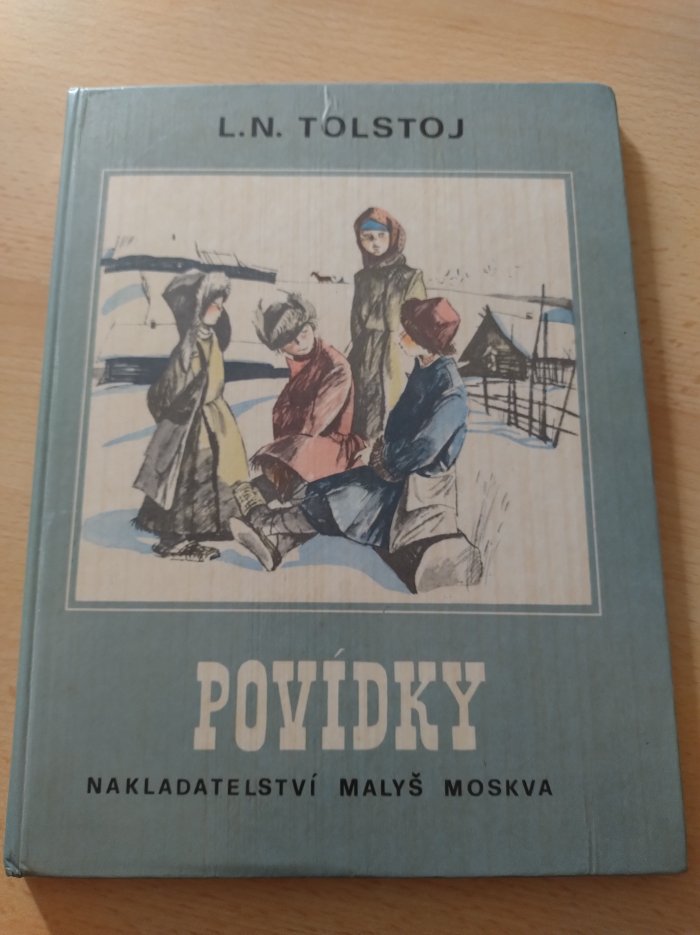 L.N. TOLSTOJ
POVÍDKY
NAKLADATELSTVÍ MALYŠ MOSKVA